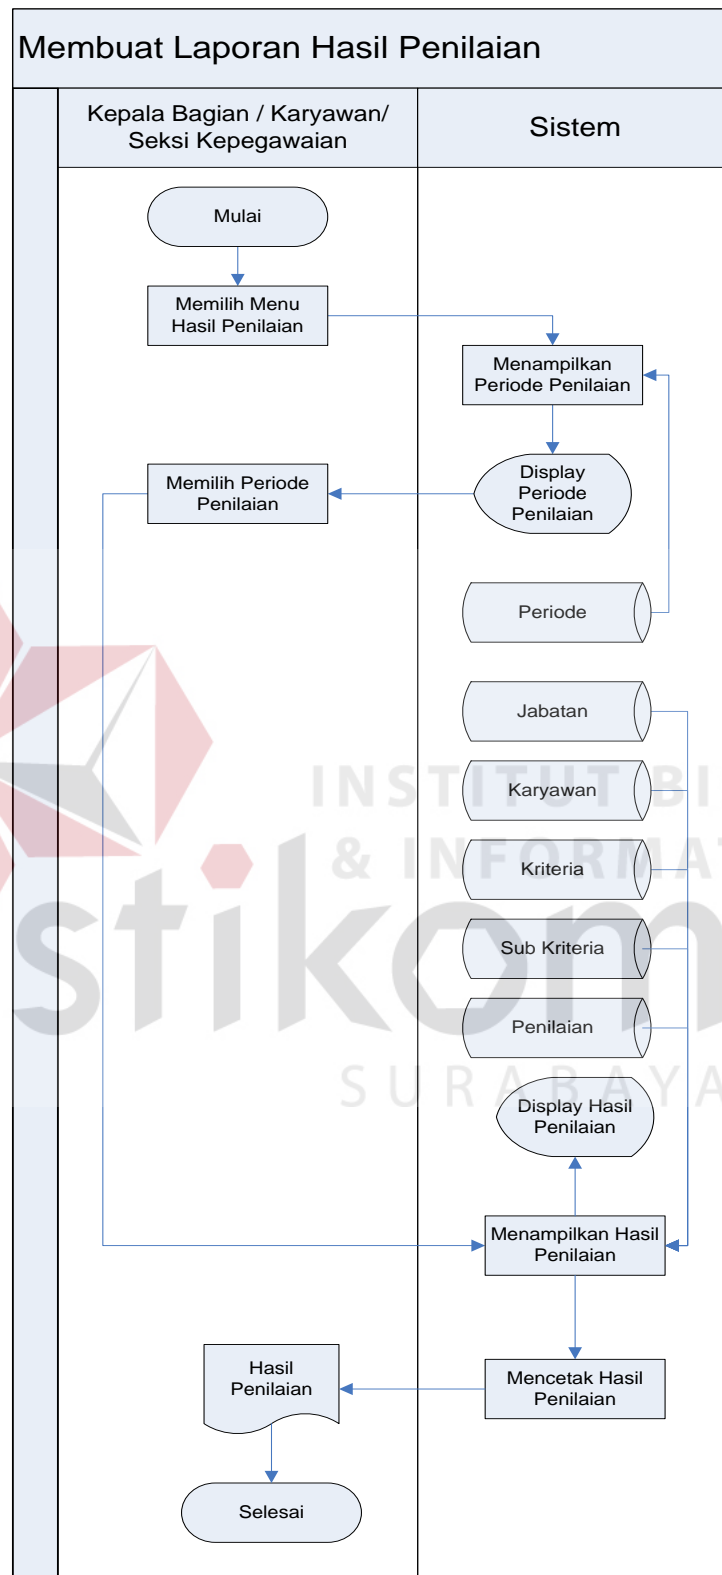 Membuat Laporan Hasil Penilaian
Kepala Bagian / Karyawan/
Seksi Kepegawaian
Sistem
Mulai
Memilih Menu
Hasil Penilaian
Menampilkan
Periode Penilaian
Display
Periode
Penilaian
Memilih Periode
Penilaian
Periode
Jabatan
INSTITUT BI
Karyawan
& INFORMAT
Kriteria
stikom
Sub Kriteria
Penilaian
SURABAYA
Display Hasil
Penilaian
Menampilkan Hasil
Penilaian
Hasil
Penilaian
Mencetak Hasil
Penilaian
Selesai